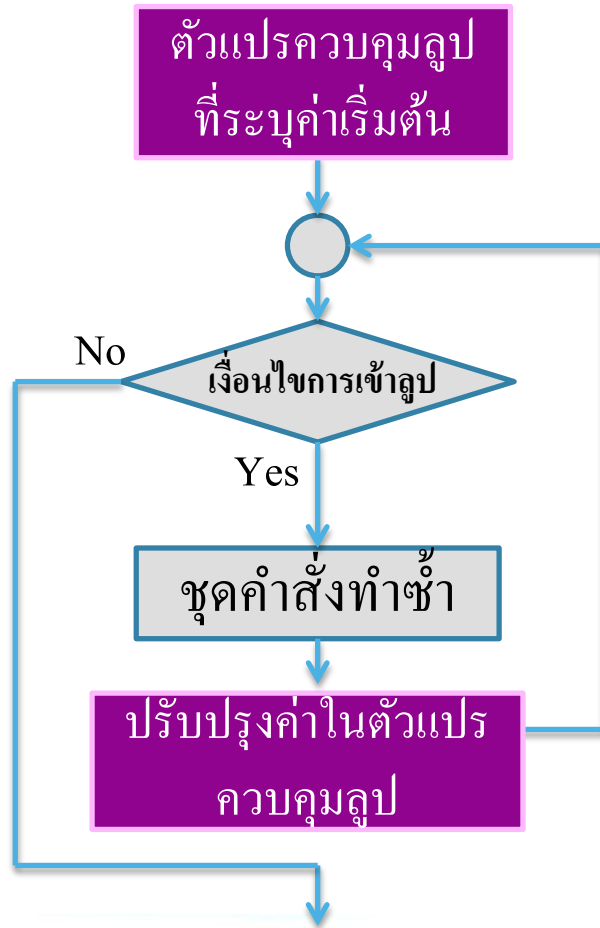 ตัวแปรควบคุมลูป
ที่ระบุค่าเริ่มต้น
No
เงื่อนไขการเข้าลูป
Yes
ชุดคำสั่งทำซ้ำ
ปรับปรุงค่าในตัวแปร
ควบคุมลูป